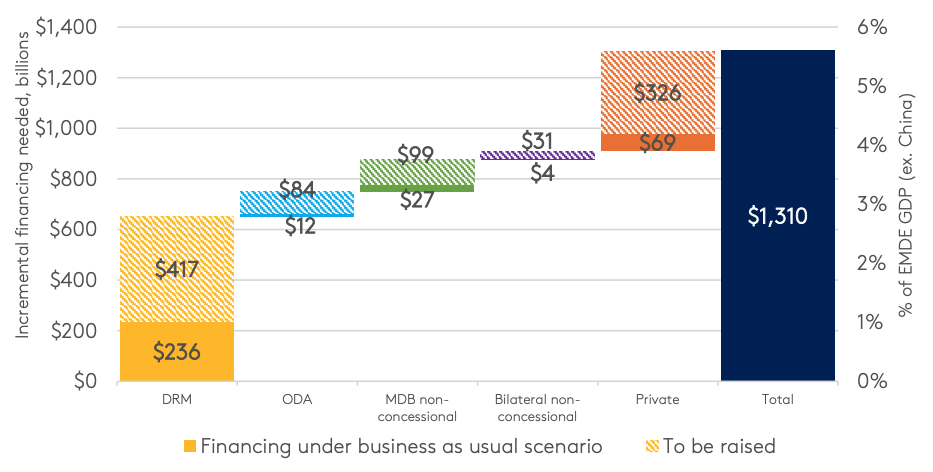 Incremental financing needed, billions
$1,400
$1,200
$1,000
$800
$600
$400
$200
$0
$417
$236
$84
$12
$99
$27
$31
$4
$326
$69
$1,310
6%
5%
4%
3%
2%
1%
0%
% of EMDE GDP (ex. China)
DRM
ODA
MDB non-
concessional
Bilateral non-
concessional
Private
Total
Financing under business as usual scenario
To be raised